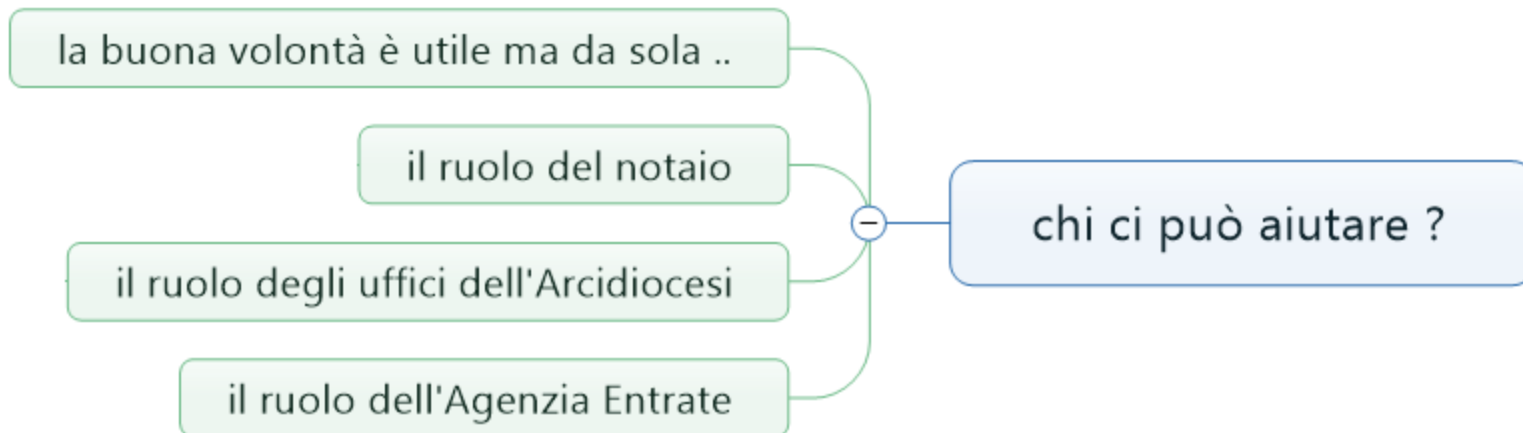 la buona volontà è utile ma da sola ..
il ruolo del notaio
chi ci può aiutare ?
il ruolo degli uffici dell'Arcidiocesi
il ruolo dell'Agenzia Entrate